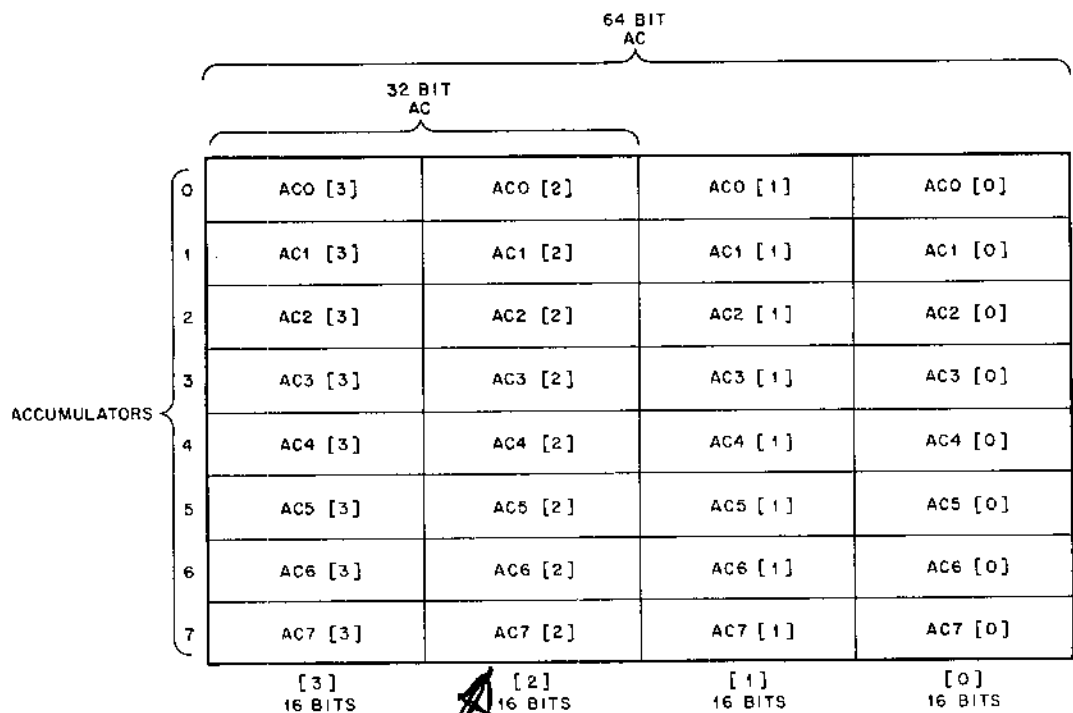 64 BIT
AC
32 BIT
AC
0 AC0 [3] AC0 [2] AC0 [1] AC0 [0]
1 AC1 [3] AC1 [2] AC1 [1] AC1 [0]
2 AC2 [3] AC2 [2] AC2 [1] AC2 [0]
3 AC3 [3] AC3 [2] AC3 [1] AC3 [0]
ACCUMULATORS
4 AC4 [3] AC4 [2] AC4 [1] AC4 [0]
5 AC5 [3] AC5 [2] AC5 [1] AC5 [0]
6 AC6 [3] AC6 [2] AC6 [1] AC6 [0]
7 AC7 [3] AC7 [2] AC7 [1] AC7 [0]
[3] [2] [1] [0]
16 BITS 16 BITS 16 BITS 16 BITS